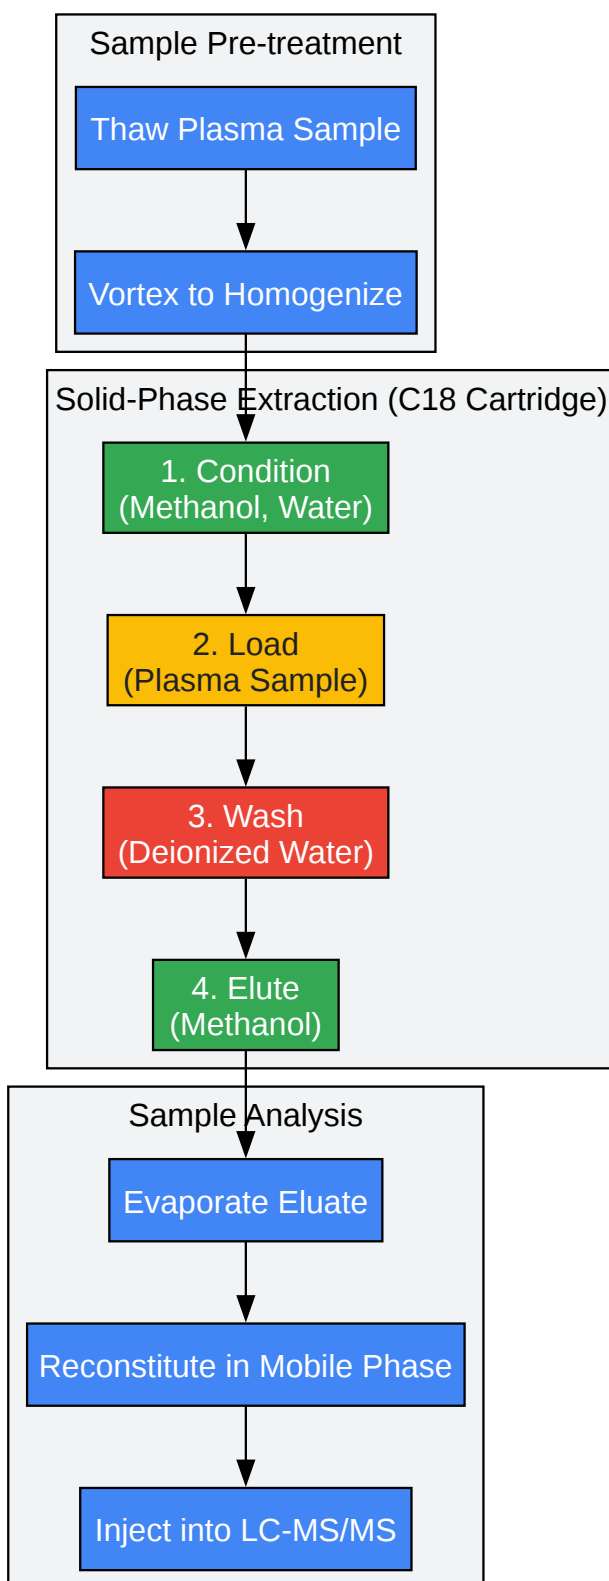 Sample Pre-treatment
Thaw Plasma Sample
Vortex to Homogenize
Solid-Phase Extraction (C18 Cartridge)
1. Condition
(Methanol, Water)
2. Load
(Plasma Sample)
3. Wash
(Deionized Water)
4. Elute
(Methanol)
Sample Analysis
Evaporate Eluate
Reconstitute in Mobile Phase
Inject into LC-MS/MS